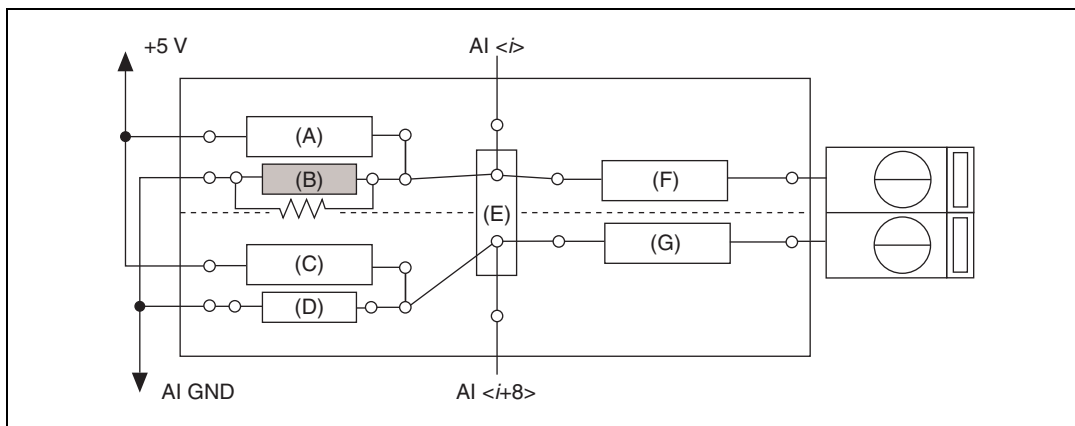 +5 V
AI <i>
(A)
(B)
(F)
(E)
(G)
(C)
(D)
AI GND
AI <i+8>